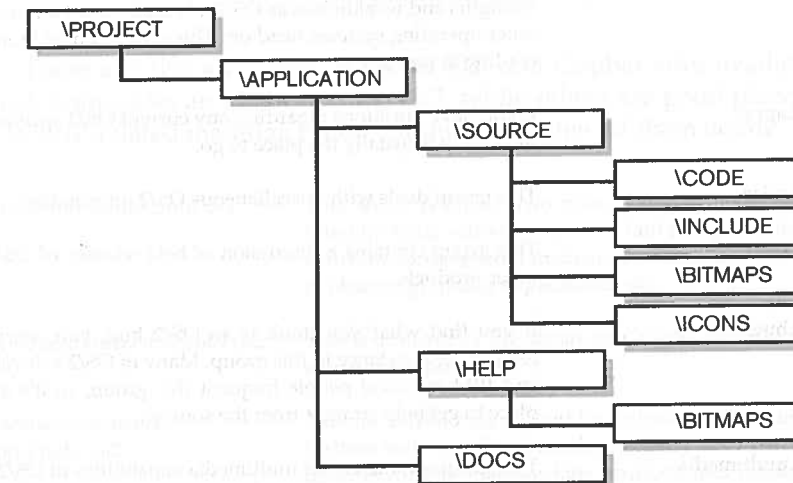 \PROJECT
\APPLICATION
\SOURCE
\CODE
\INCLUDE
\BITMAPS
\ICONS
\HELP
\BITMAPS
\DOCS